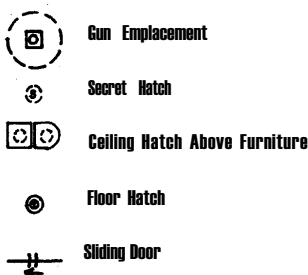 Gun Emplacement
S
Secret Hatch
Ceiling Hatch Above Furniture
Floor Hatch
Sliding Door